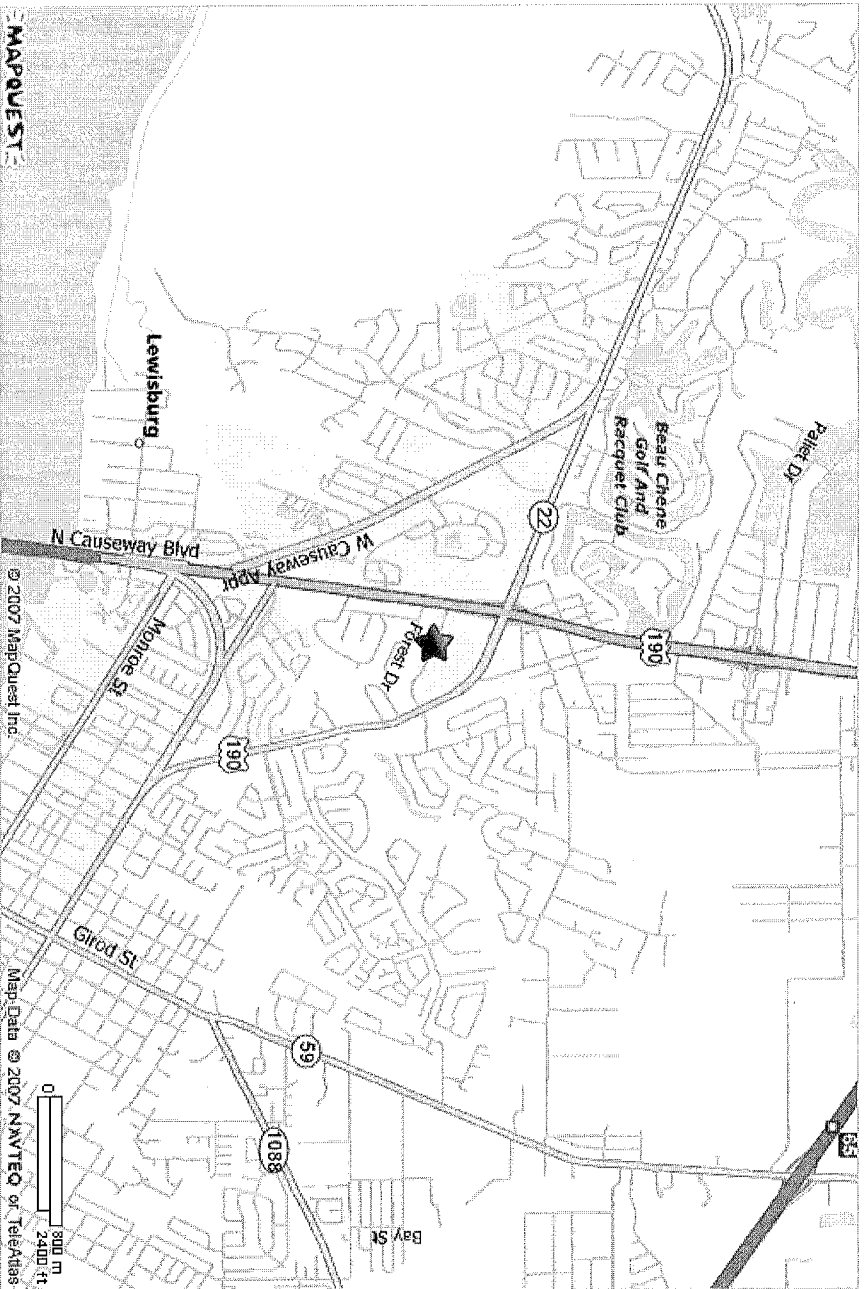 Pallet Dr
Beau Chene
Golf And
Racquet Club
22
190
Lewisburg
W Causeway Appr
N Causeway Blvd
Forest Dr
190
Monroe St
Girod St
59
1088
Bay St
65
0
800 m
2400 ft
MAPQUEST
© 2007 MapQuest Inc.
Map Data © 2007 NAVTEQ or TeleAtlas